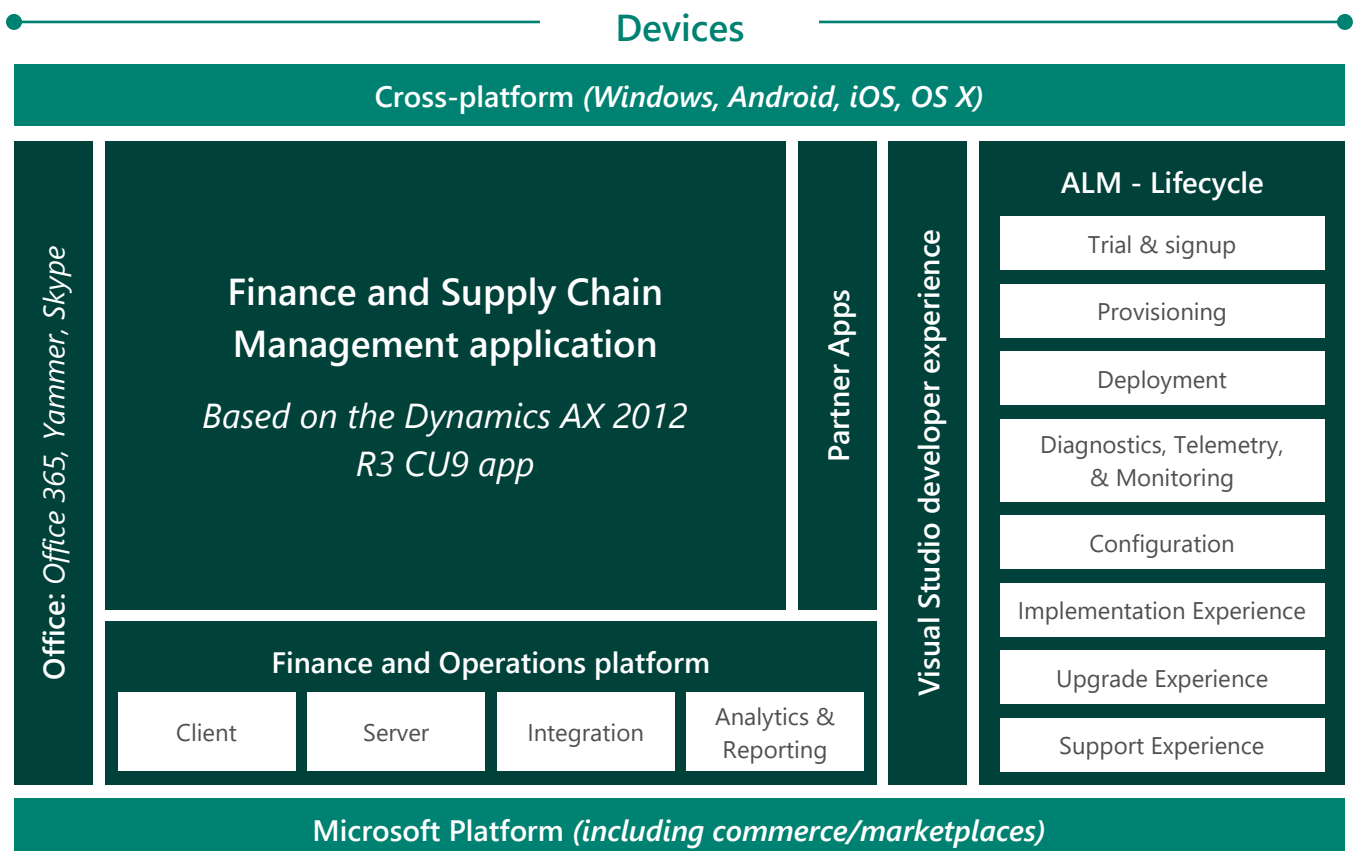 Devices
Cross-platform (Windows, Android, iOS, OS X)
Office: Office 365, Yammer, Skype
Finance and Supply Chain
Management application
Based on the Dynamics AX 2012
R3 CU9 app
Partner Apps
Finance and Operations platform
Client
Server
Integration
Analytics &
Reporting
Visual Studio developer experience
ALM - Lifecycle
Trial & signup
Provisioning
Deployment
Diagnostics, Telemetry,
& Monitoring
Configuration
Implementation Experience
Upgrade Experience
Support Experience
Microsoft Platform (including commerce/marketplaces)